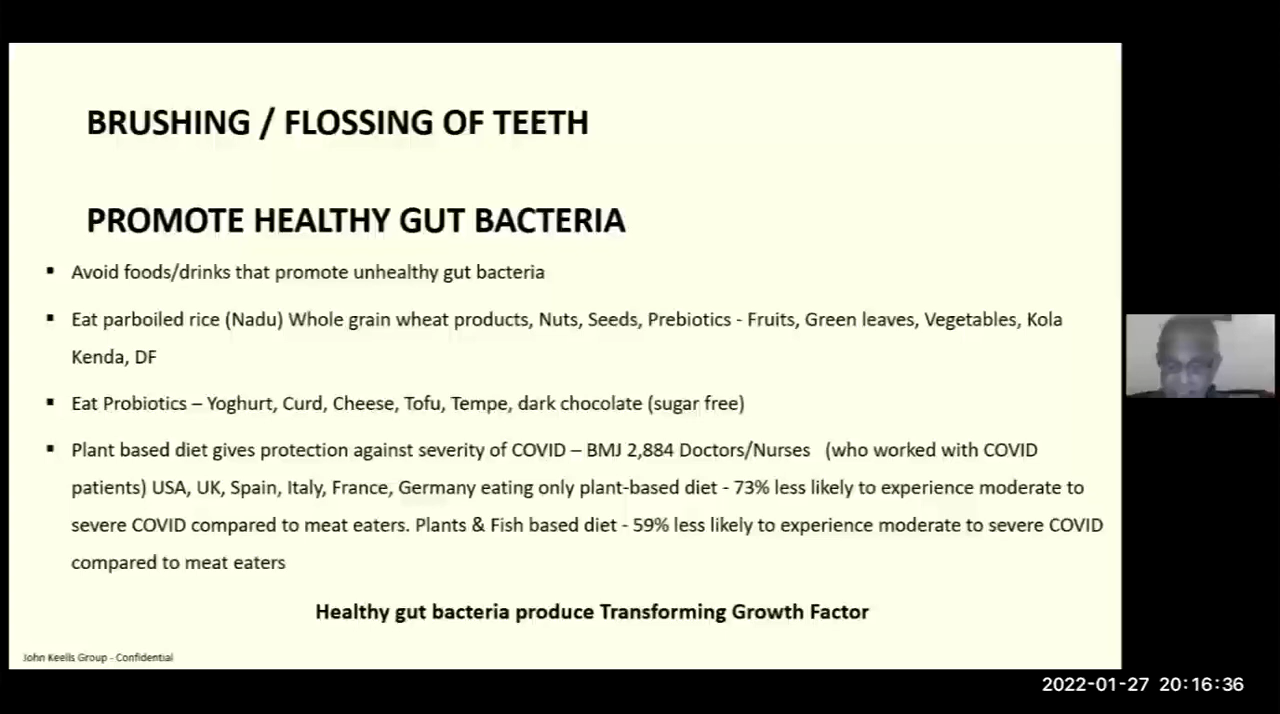 BRUSHING / FLOSSING OF TEETH
PROMOTE HEALTHY GUT BACTERIA
▪ Avoid foods/drinks that promote unhealthy gut bacteria
▪ Eat parboiled rice (Nadu) Whole grain wheat products, Nuts, Seeds, Prebiotics - Fruits, Green leaves, Vegetables, Kola
Kenda, DF
▪ Eat Probiotics – Yoghurt, Curd, Cheese, Tofu, Tempe, dark chocolate (sugar free)
▪ Plant based diet gives protection against severity of COVID – BMJ 2,884 Doctors/Nurses (who worked with COVID
patients) USA, UK, Spain, Italy, France, Germany eating only plant-based diet - 73% less likely to experience moderate to
severe COVID compared to meat eaters. Plants & Fish based diet - 59% less likely to experience moderate to severe COVID
compared to meat eaters
Healthy gut bacteria produce Transforming Growth Factor
John Keells Group - Confidential
2022-01-27 20:16:36